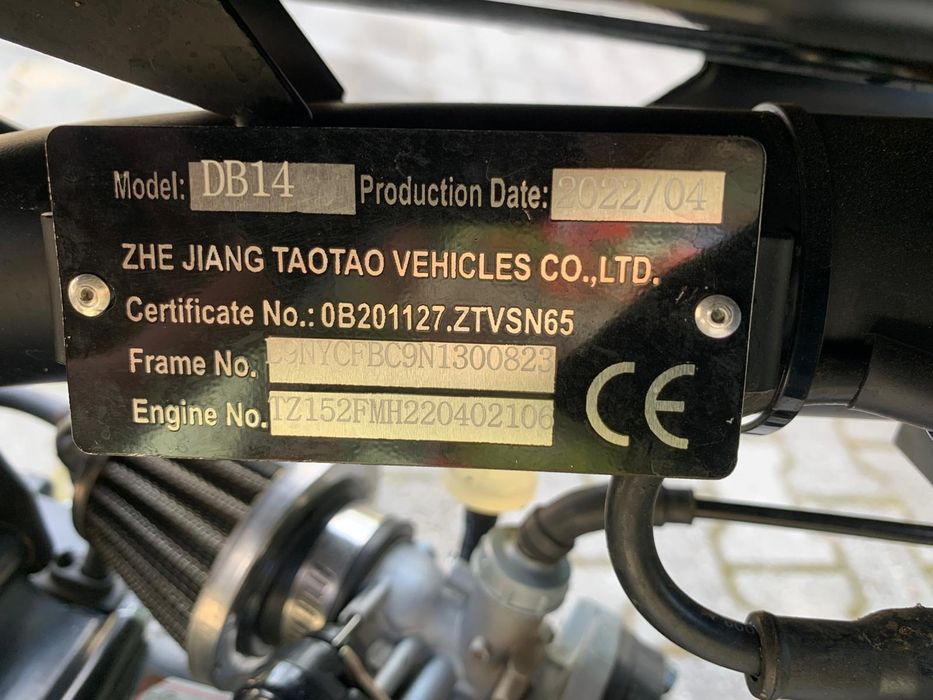 Model: DB14 Production Date: 2022/04
ZHE JIANG TAOTAO VEHICLES CO.,LTD.
Certificate No.: 0B201127.ZTVSN65
Frame No. L9NYCFBC9N1300823
Engine No. TZ152FMH220402106
CE